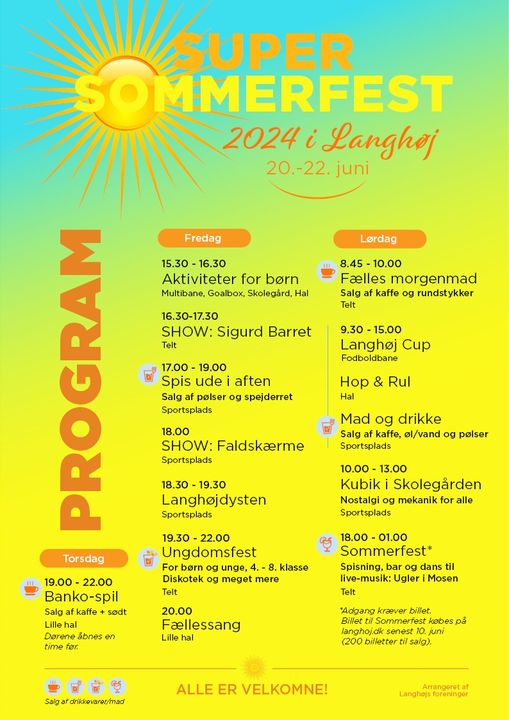 SUPER
SOMMERFEST
2024 i Langhøj
20.-22. juni
PROGRAM
Torsdag
19.00 - 22.00
Banko-spil
Salg af kaffe + sødt
Lille hal
Dørene åbnes en
time før.
Fredag
15.30 - 16.30
Aktiviteter for børn
Multibane, Goalbox, Skolegård, Hal
16.30-17.30
SHOW: Sigurd Barret
Telt
17.00 - 19.00
Spis ude i aften
Salg af pølser og spejderret
Sportsplads
18.00
SHOW: Faldskærme
Sportsplads
18.30 - 19.30
Langhøjdysten
Sportsplads
19.30 - 22.00
Ungdomsfest
For børn og unge, 4. - 8. klasse
Diskotek og meget mere
Telt
20.00
Fællessang
Lille hal
Lørdag
8.45 - 10.00
Fælles morgenmad
Salg af kaffe og rundstykker
Telt
9.30 - 15.00
Langhøj Cup
Fodboldbane
Hop & Rul
Hal
Mad og drikke
Salg af kaffe, øl/vand og pølser
Sportsplads
10.00 - 13.00
Kubik i Skolegården
Nostalgi og mekanik for alle
Sportsplads
18.00 - 01.00
Sommerfest*
Spisning, bar og dans til
live-musik: Ugler i Mosen
Telt
*Adgang kræver billet.
Billet til Sommerfest købes på
langhoj.dk senest 10. juni
(200 billetter til salg).
Salg af drikkevarer/mad
ALLE ER VELKOMNE!
Arrangeret af
Langhøjs foreninger